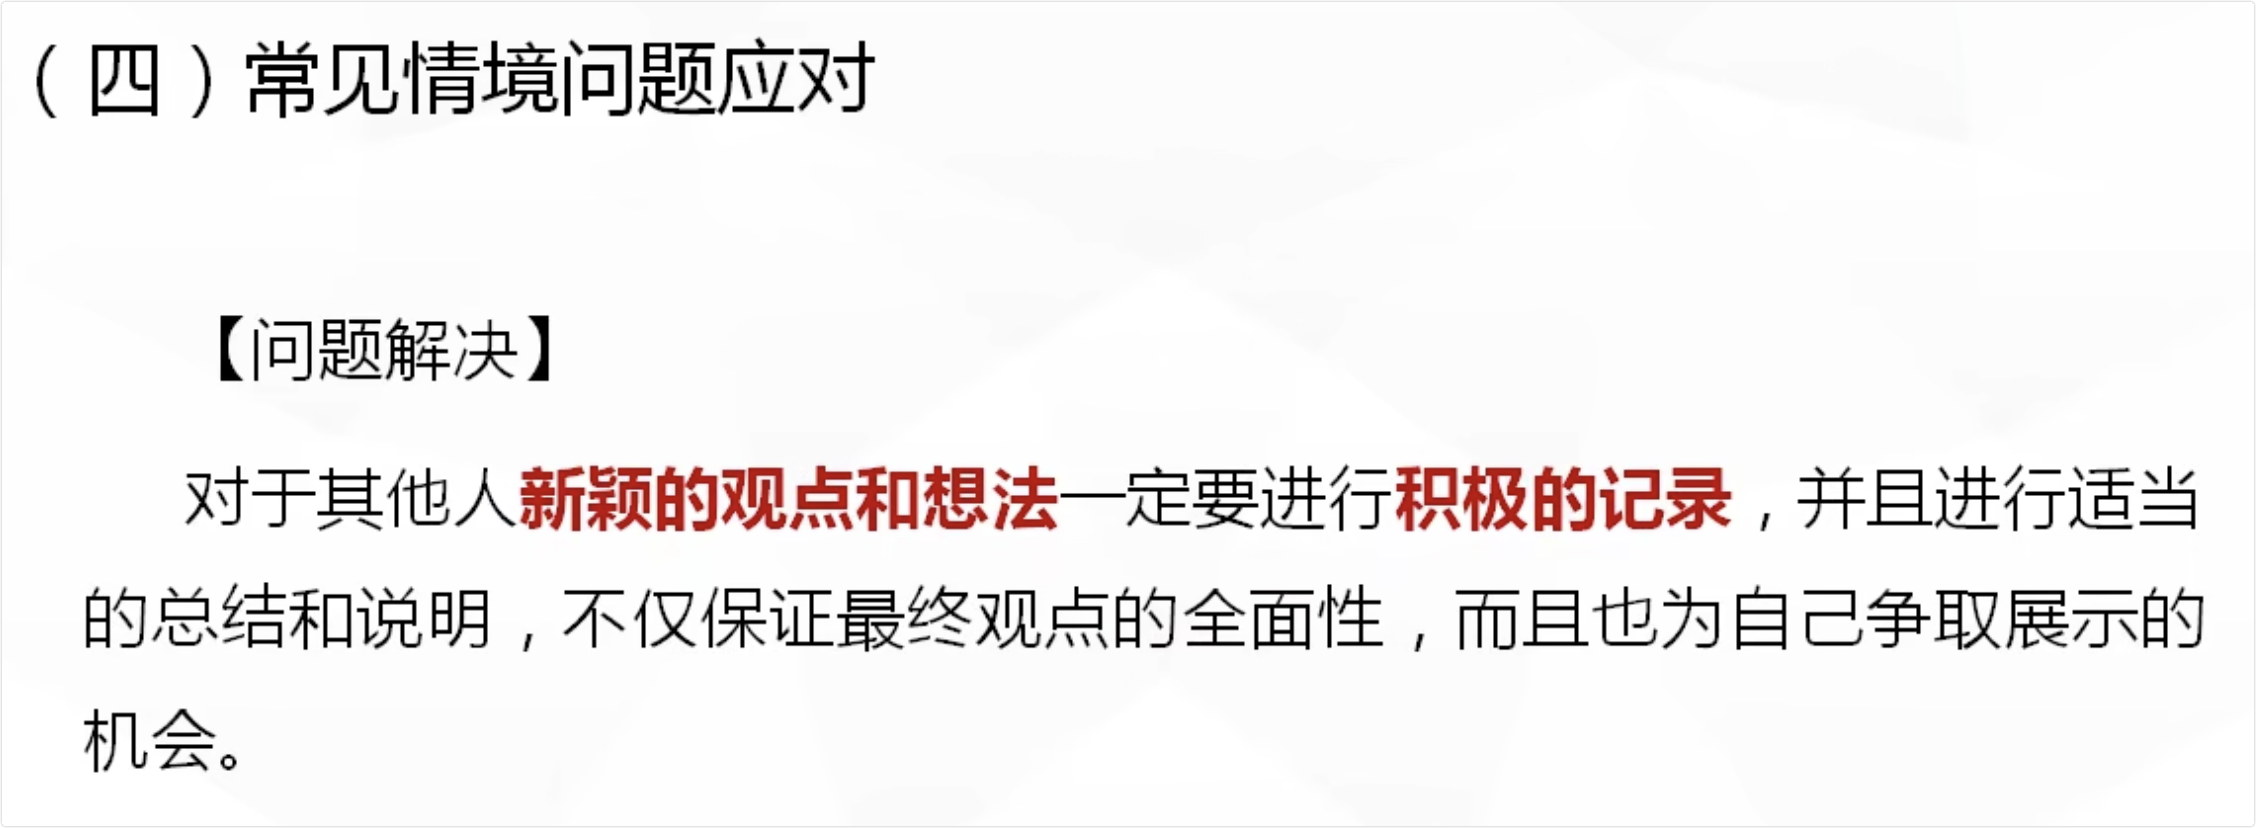 （四）常见情境问题应对
【问题解决】
对于其他人新颖的观点和想法一定要进行积极的记录，并且进行适当
的总结和说明，不仅保证最终观点的全面性，而且也为自己争取展示的
机会。